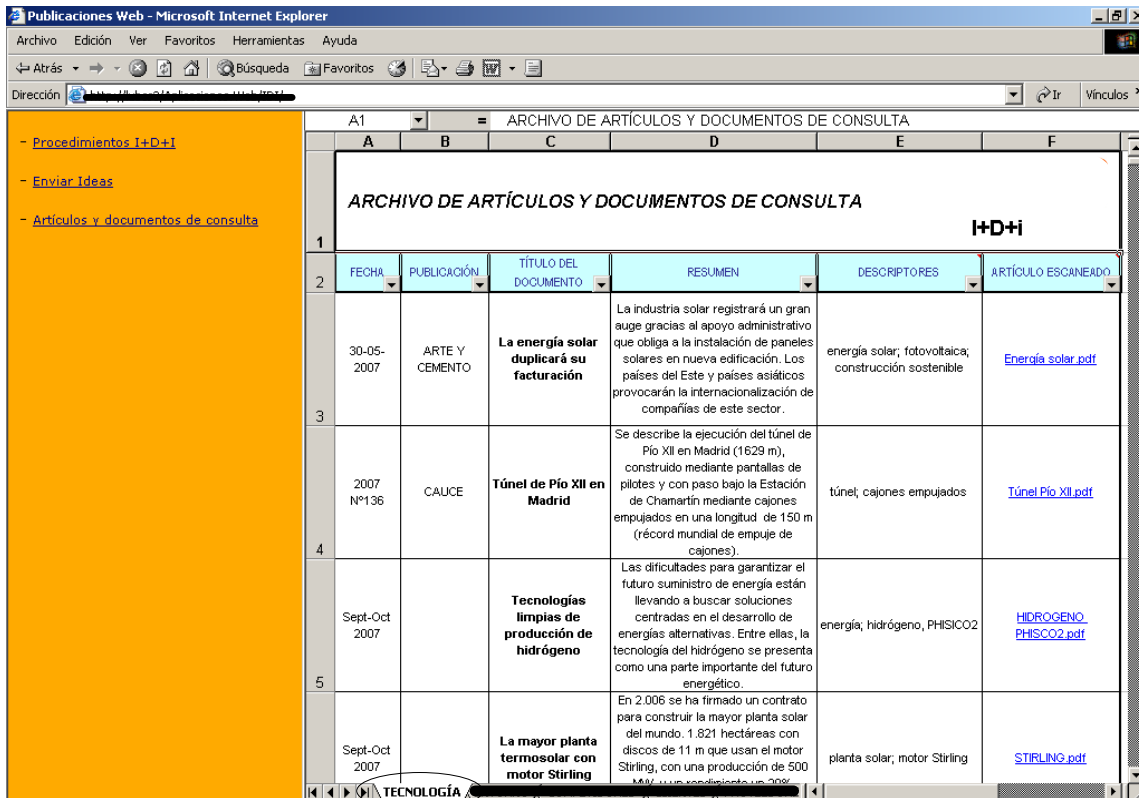 Publicaciones Web - Microsoft Internet Explorer
Archivo Edición Ver Favoritos Herramientas Ayuda
Atrás Búsqueda Favoritos
Dirección Ir Vínculos
- Procedimientos I+D+I
- Enviar Ideas
- Artículos y documentos de consulta
A1 = ARCHIVO DE ARTÍCULOS Y DOCUMENTOS DE CONSULTA
A B C D E F
1
ARCHIVO DE ARTÍCULOS Y DOCUMENTOS DE CONSULTA
I+D+i
2
FECHA
PUBLICACIÓN
TÍTULO DEL
DOCUMENTO
RESUMEN
DESCRIPTORES
ARTÍCULO ESCANEADO
3
30-05-
2007
ARTE Y
CEMENTO
La energía solar
duplicará su
facturación
La industria solar registrará un gran
auge gracias al apoyo administrativo
que obliga a la instalación de paneles
solares en nueva edificación. Los
países del Este y países asiáticos
provocarán la internacionalización de
compañías de este sector.
energía solar; fotovoltaica;
construcción sostenible
Energía solar.pdf
4
2007
Nº136
CAUCE
Túnel de Pío XII en
Madrid
Se describe la ejecución del túnel de
Pío XII en Madrid (1629 m),
construido mediante pantallas de
pilotes y con paso bajo la Estación
de Chamartín mediante cajones
empujados en una longitud de 150 m
(récord mundial de empuje de
cajones).
túnel; cajones empujados
Túnel Pío XII.pdf
5
Sept-Oct
2007
Tecnologías
limpias de
producción de
hidrógeno
Las dificultades para garantizar el
futuro suministro de energía están
llevando a buscar soluciones
centradas en el desarrollo de
energías alternativas. Entre ellas, la
tecnología del hidrógeno se presenta
como una parte importante del futuro
energético.
energía; hidrógeno, PHISICO2
HIDROGENO
PHISCO2.pdf
Sept-Oct
2007
La mayor planta
termosolar con
motor Stirling
En 2.006 se ha firmado un contrato
para construir la mayor planta solar
del mundo. 1.821 hectáreas con
discos de 11 m que usan el motor
Stirling, con una producción de 500
MW, y un rendimiento un 20%
planta solar; motor Stirling
STIRLING.pdf
TECNOLOGÍA